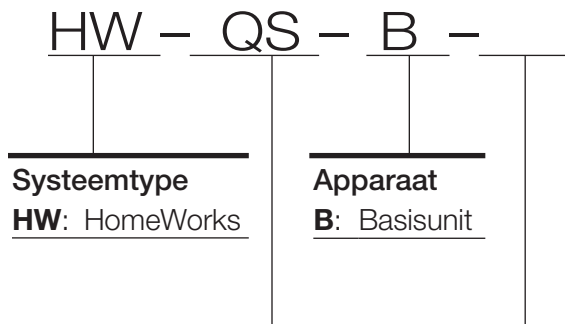 HW – QS – B –
Systeemtype
HW: HomeWorks
Apparaat
B: Basisunit